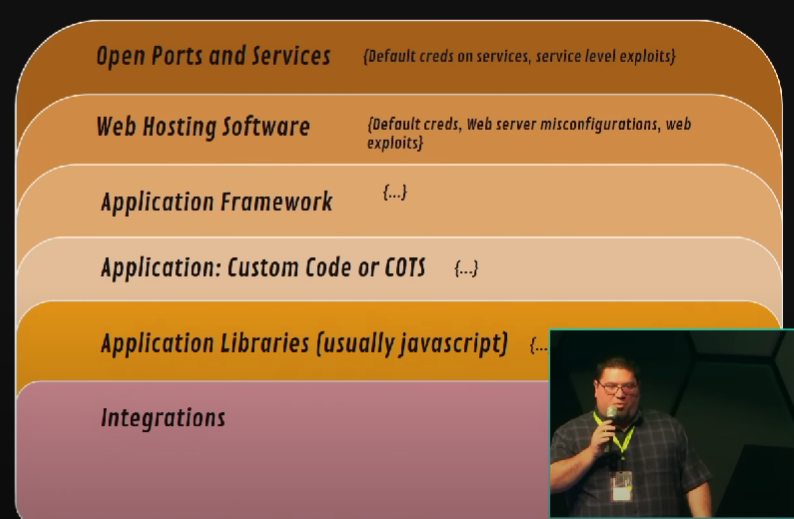 Open Ports and Services {Default creds on services, service level exploits}
Web Hosting Software {Default creds, Web server misconfigurations, web
exploits}
Application Framework {...}
Application: Custom Code or COTS {...}
Application Libraries (usually javascript) {...
Integrations